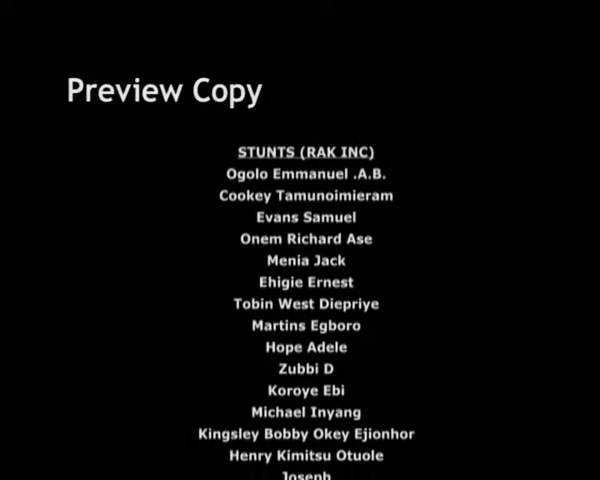 Preview Copy
STUNTS (RAK INC)
Ogolo Emmanuel .A.B.
Cookey Tamunoimieram
Evans Samuel
Onem Richard Ase
Menia Jack
Ehigie Ernest
Tobin West Diepriye
Martins Egboro
Hope Adele
Zubbi D
Koroye Ebi
Michael Inyang
Kingsley Bobby Okey Ejionhor
Henry Kimitsu Otuole
Joseph